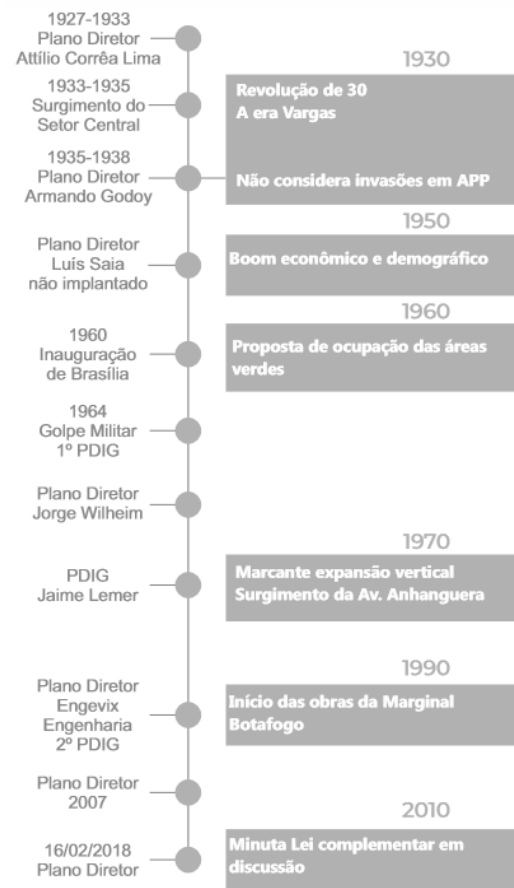 1927-1933
Plano Diretor
Attílio Corrêa Lima
1930
1933-1935
Surgimento do
Setor Central
Revolução de 30
A era Vargas
1935-1938
Plano Diretor
Armando Godoy
Não considera invasões em APP
1950
Plano Diretor
Luís Saia
não implantado
Boom econômico e demográfico
1960
1960
Inauguração
de Brasília
Proposta de ocupação das áreas
verdes
1964
Golpe Militar
1º PDIG
Plano Diretor
Jorge Wilheim
1970
PDIG
Jaime Lemer
Marcante expansão vertical
Surgimento da Av. Anhanguera
1990
Plano Diretor
Engevix
Engenharia
2º PDIG
Início das obras da Marginal
Botafogo
Plano Diretor
2007
2010
16/02/2018
Plano Diretor
Minuta Lei complementar em
discussão